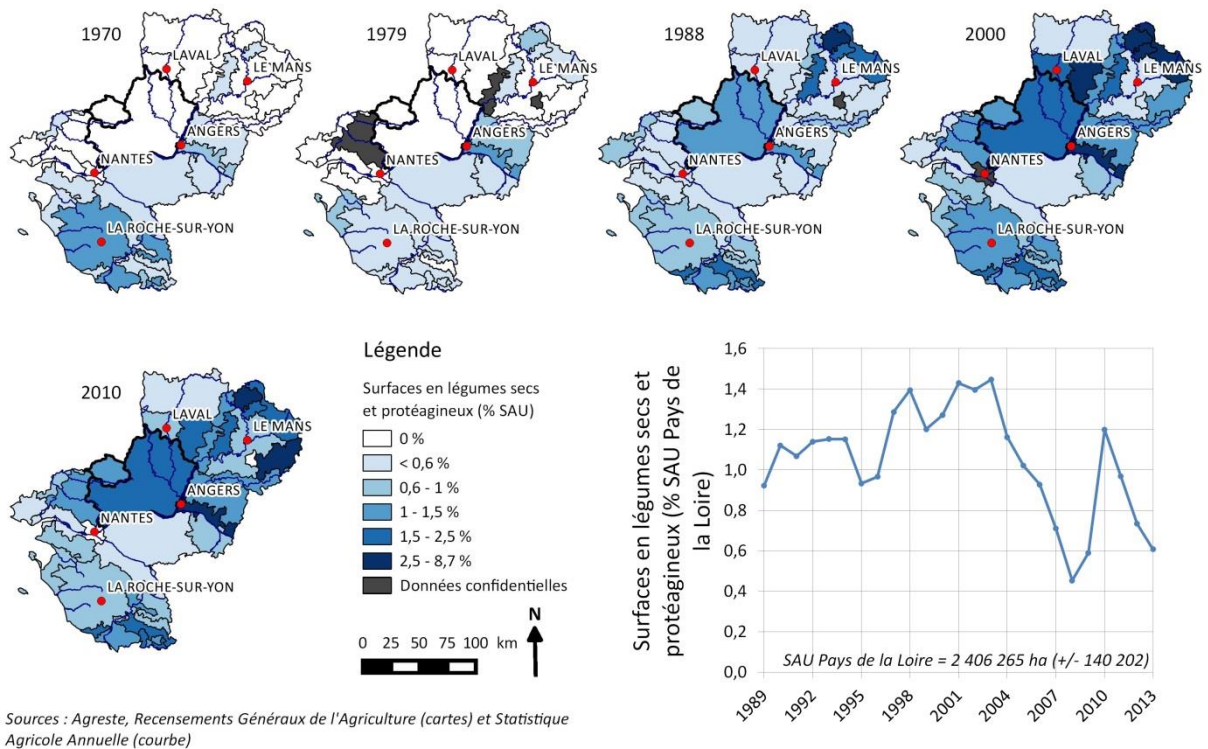 1970
LAVAL
LE MANS
ANGERS
NANTES
LA ROCHE-SUR-YON
1979
LAVAL
LE MANS
ANGERS
NANTES
LA ROCHE-SUR-YON
1988
LAVAL
LE MANS
ANGERS
NANTES
LA ROCHE-SUR-YON
2000
LAVAL
LE MANS
ANGERS
NANTES
LA ROCHE-SUR-YON
2010
LAVAL
LE MANS
ANGERS
NANTES
LA ROCHE-SUR-YON
Légende
Surfaces en légumes secs
et protéagineux (% SAU)
0 %
< 0,6 %
0,6 - 1 %
1 - 1,5 %
1,5 - 2,5 %
2,5 - 8,7 %
Données confidentielles
N
0 25 50 75 100 km
Surfaces en légumes secs et
protéagineux (% SAU Pays de
la Loire)
1,6
1,4
1,2
1,0
0,8
0,6
0,4
0,2
0,0
SAU Pays de la Loire = 2 406 265 ha (+/- 140 202)
1989 1992 1995 1998 2001 2004 2007 2010 2013
Sources : Agreste, Recensements Généraux de l'Agriculture (cartes) et Statistique
Agricole Annuelle (courbe)